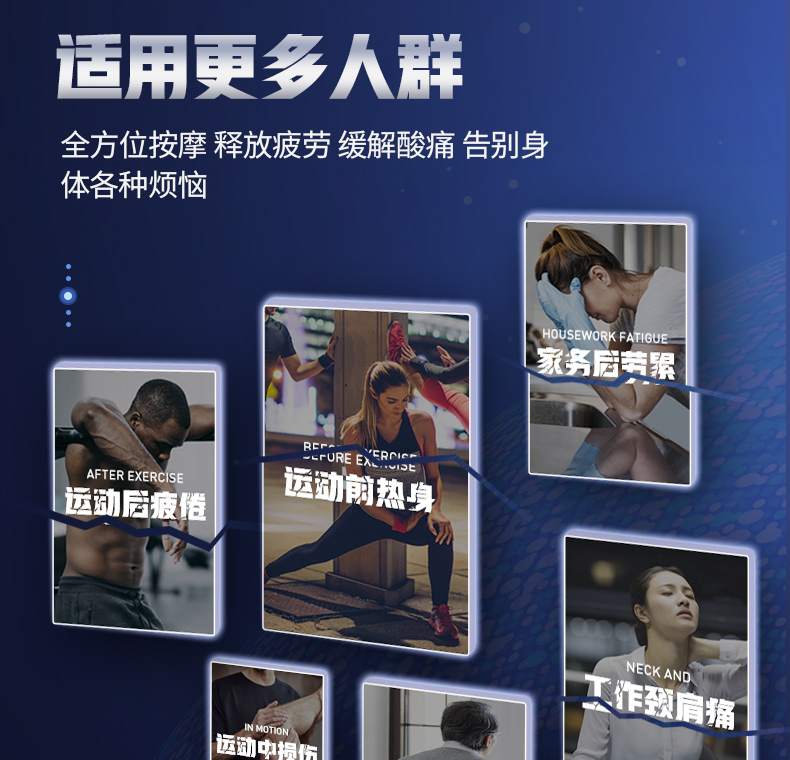 适用更多人群
全方位按摩 释放疲劳 缓解酸痛 告别身
体各种烦恼
HOUSEWORK FATIGUE
家务后劳累
BEFORE EXERCISE
BEFORE EXERCISE
运动前热身
AFTER EXERCISE
运动后疲倦
NECK AND
工作颈肩痛
IN MOTION
运动中损伤